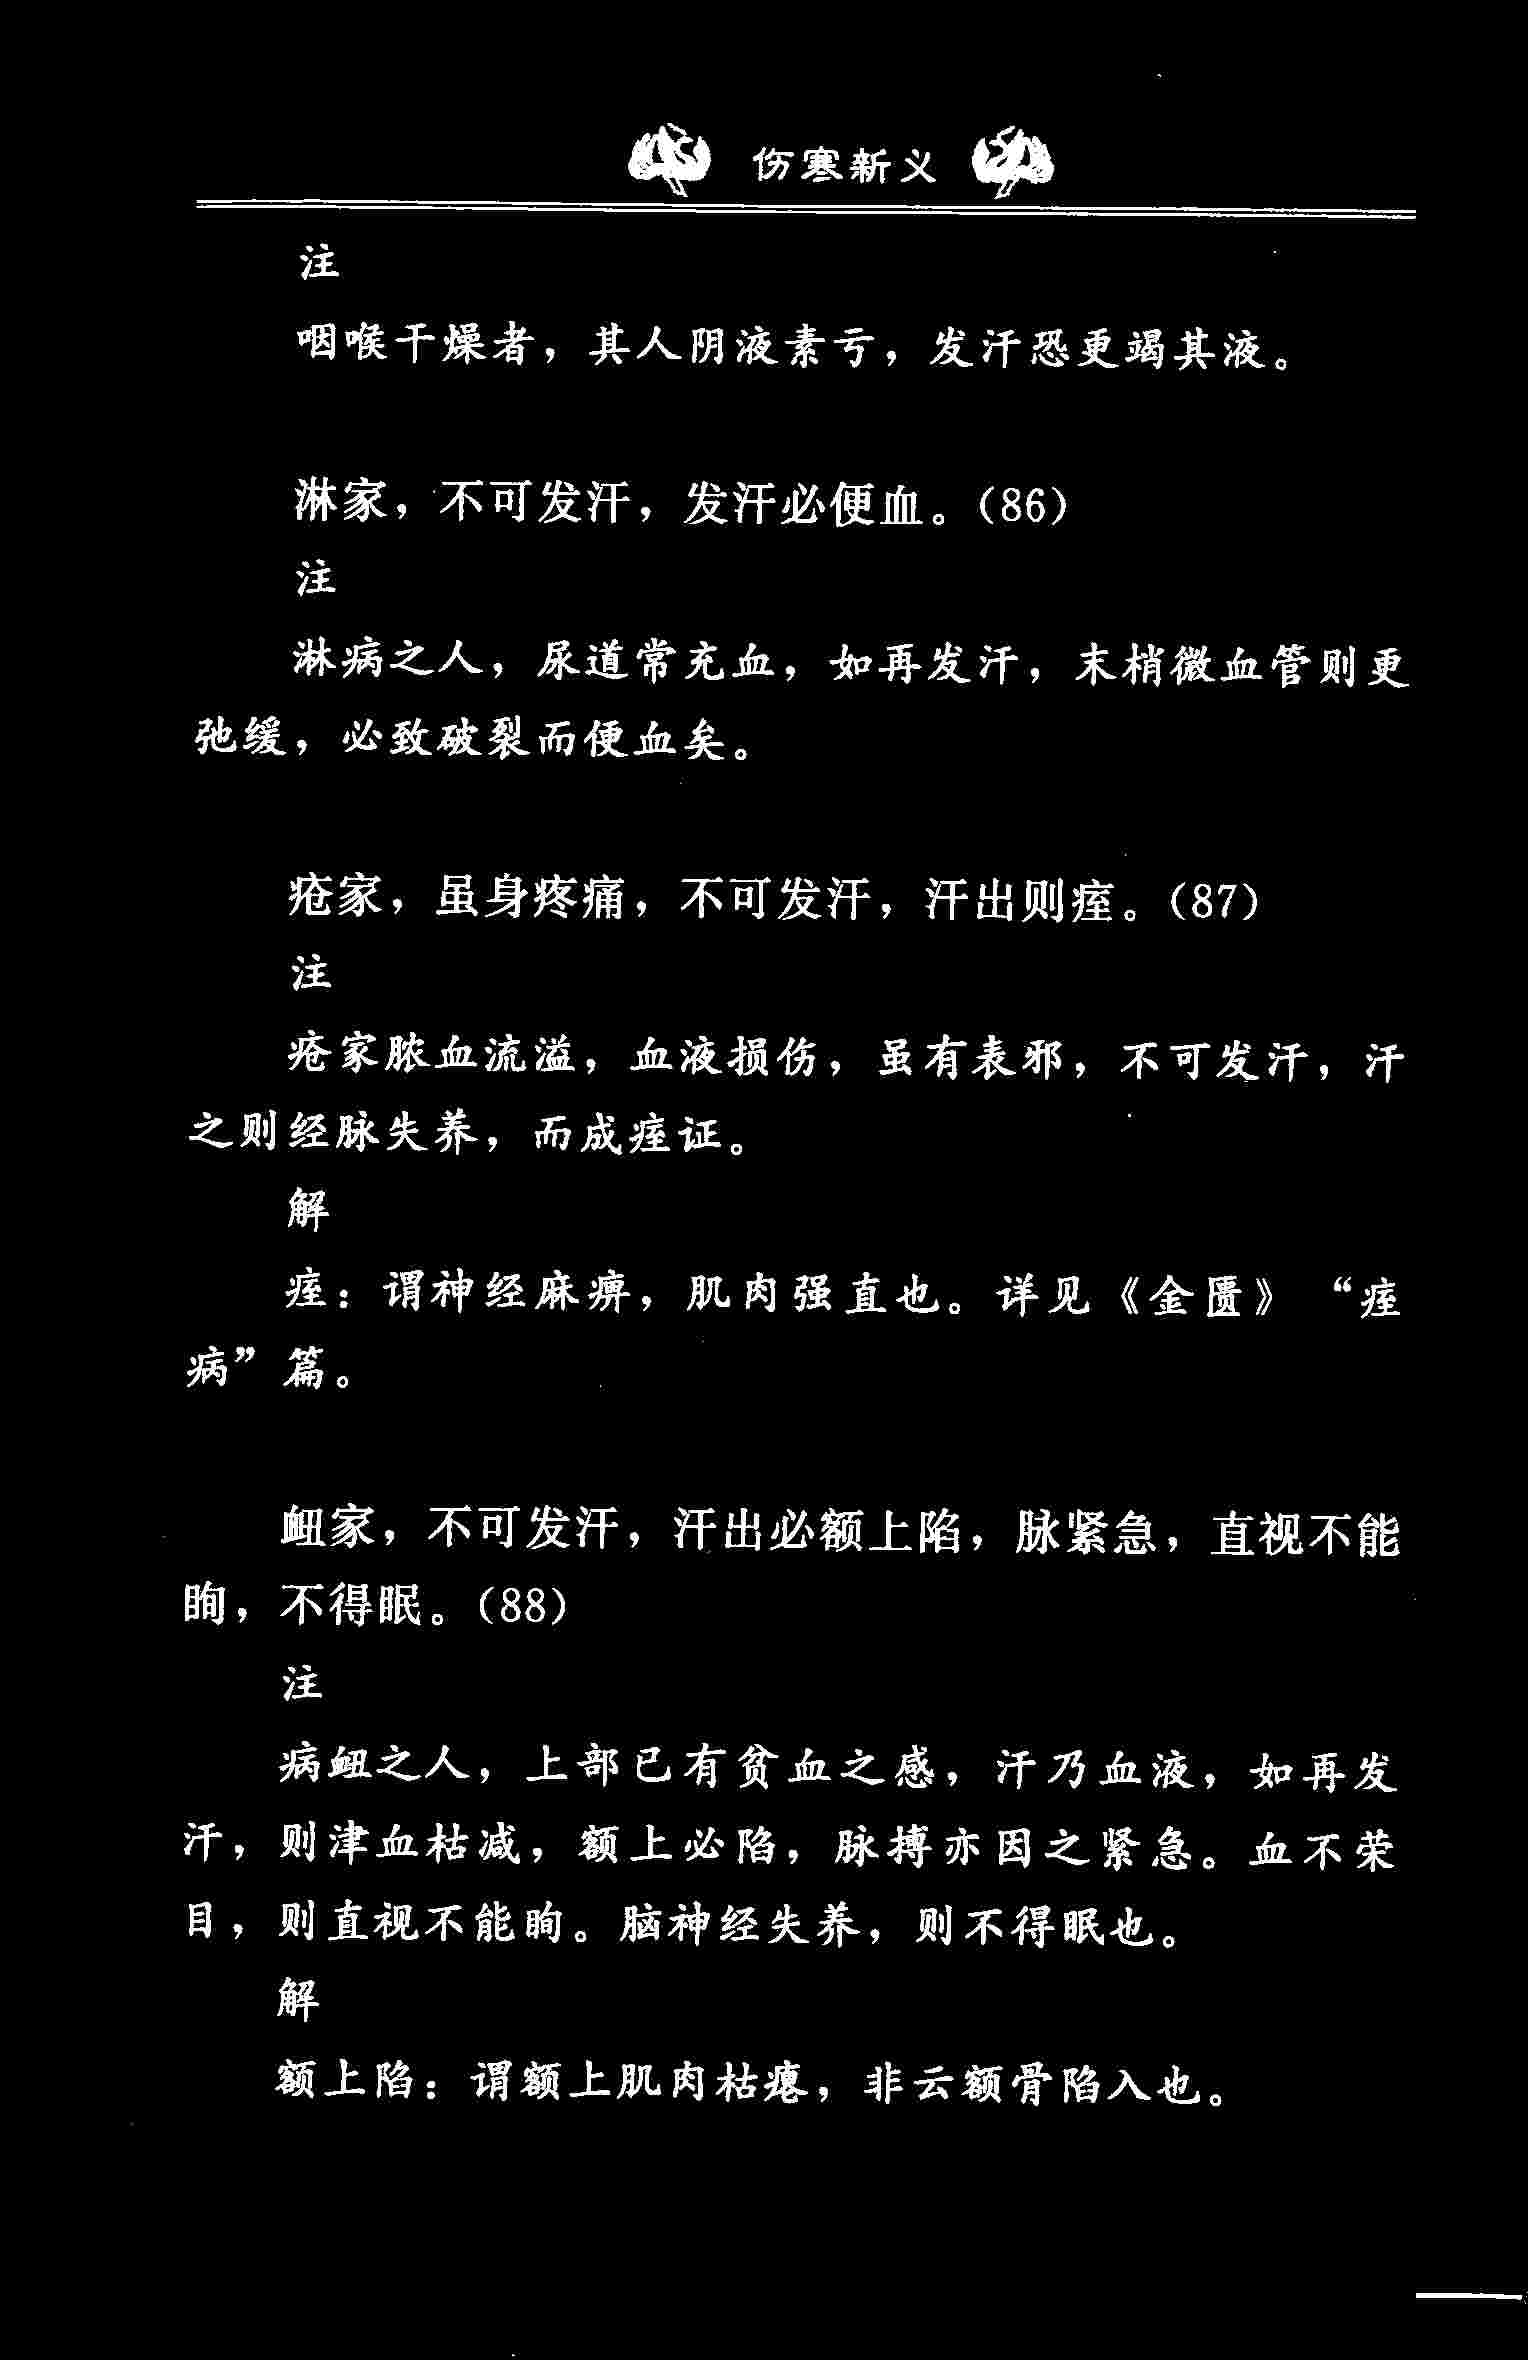 伤寒新义
注
咽喉干燥者，其人阴液素亏，发汗恐更竭其液。
淋家，不可发汗，发汗必便血。(86)
注
淋病之人，尿道常充血，如再发汗，末梢微血管则更
弛缓，必致破裂而便血矣。
疮家，虽身疼痛，不可发汗，汗出则痓。(87)
注
疮家脓血流溢，血液损伤，虽有表邪，不可发汗，汗
之则经脉失养，而成痓证。
解
痓：谓神经麻痹，肌肉强直也。详见《金匮》“痓
病”篇。
衄家，不可发汗，汗出必额上陷，脉紧急，直视不能
眴，不得眠。(88)
注
病衄之人，上部已有贫血之感，汗乃血液，如再发
汗，则津血枯减，额上必陷，脉搏亦因之紧急。血不荣
目，则直视不能眴。脑神经失养，则不得眠也。
解
额上陷：谓额上肌肉枯瘪，非云额骨陷入也。